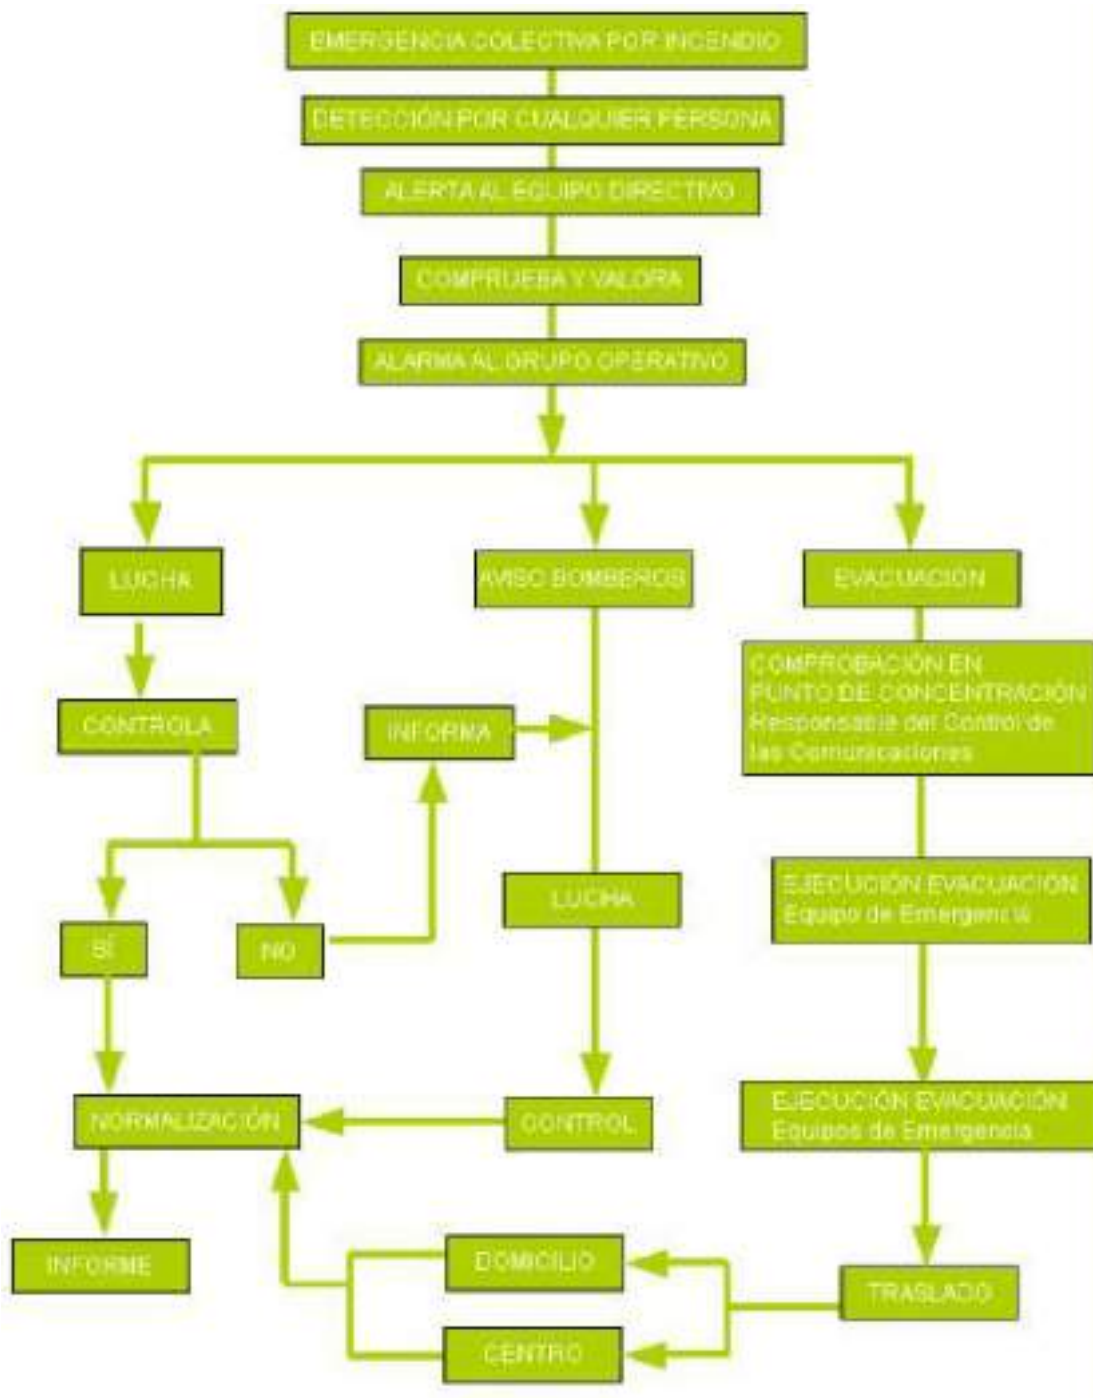 EMERGENCIA COLECTIVA POR INCENDIO
DETECCIÓN POR CUALQUIER PERSONA
ALERTA AL EQUIPO DIRECTIVO
COMPRUEBA Y VALORA
ALARMA AL GRUPO OPERATIVO
LUCHA
AVISO BOMBEROS
EVACUACIÓN
CONTROLA
INFORMA
COMPROBACIÓN EN
PUNTO DE CONCENTRACIÓN
Responsable del Control de
las Comunicaciones
SÍ
NO
LUCHA
EJECUCIÓN EVACUACIÓN
Equipo de Emergencia
NORMALIZACIÓN
CONTROL
EJECUCIÓN EVACUACIÓN
Equipos de Emergencia
INFORME
DOMICILIO
CENTRO
TRASLADO